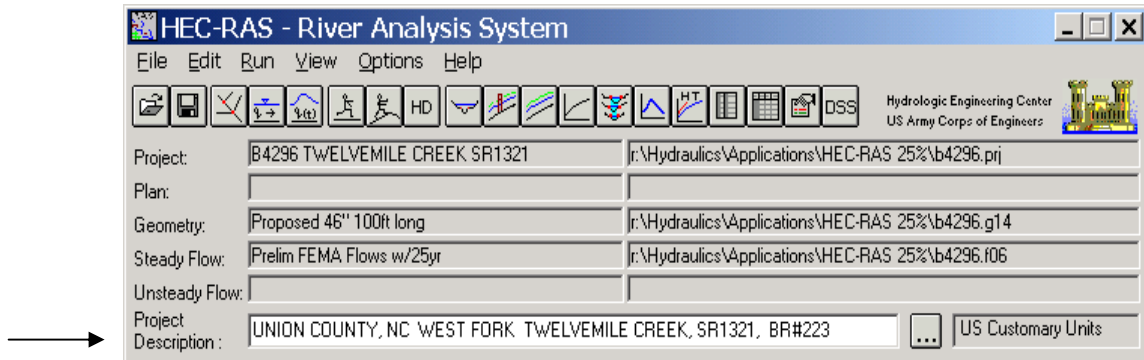 HEC-RAS - River Analysis System
File Edit Run View Options Help
HD HT DSS
Hydrologic Engineering Center
US Army Corps of Engineers
Project: B4296 TWELVEMILE CREEK SR1321 r:\Hydraulics\Applications\HEC-RAS 25%\b4296.prj
Plan:
Geometry: Proposed 46" 100ft long r:\Hydraulics\Applications\HEC-RAS 25%\b4296.g14
Steady Flow: Prelim FEMA Flows w/25yr r:\Hydraulics\Applications\HEC-RAS 25%\b4296.f06
Unsteady Flow:
Project
Description : UNION COUNTY, NC WEST FORK TWELVEMILE CREEK, SR1321, BR#223 ... US Customary Units